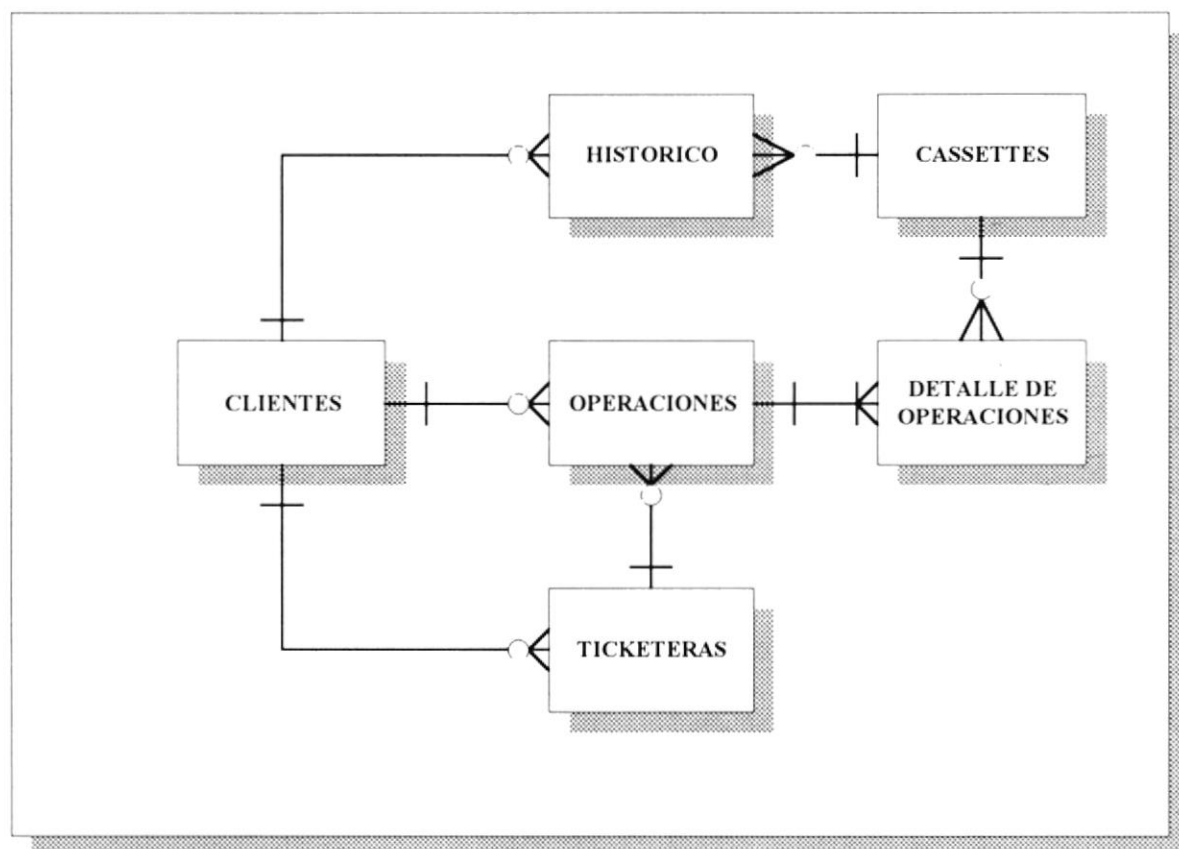 HISTORICO
CASSETTES
CLIENTES
OPERACIONES
DETALLE DE
OPERACIONES
TICKETERAS